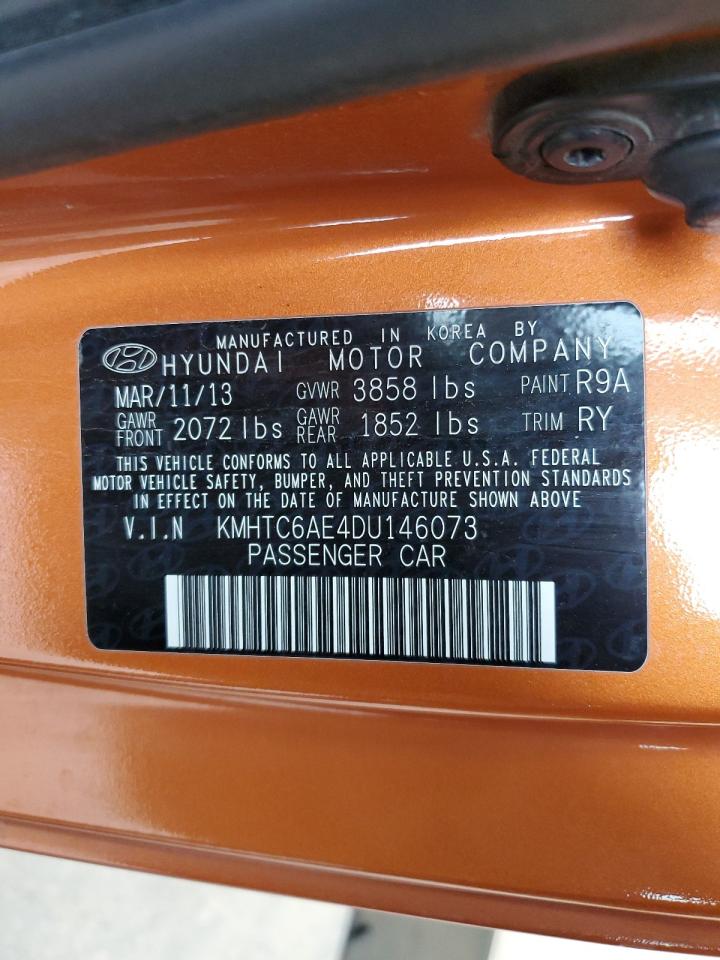 MANUFACTURED IN KOREA BY
HYUNDAI MOTOR COMPANY
MAR/11/13 GVWR 3858 lbs PAINT R9A
GAWR FRONT 2072 lbs GAWR REAR 1852 lbs TRIM RY
THIS VEHICLE CONFORMS TO ALL APPLICABLE U.S.A. FEDERAL
MOTOR VEHICLE SAFETY, BUMPER, AND THEFT PREVENTION STANDARDS
IN EFFECT ON THE DATE OF MANUFACTURE SHOWN ABOVE
V.I.N KMHTC6AE4DU146073
PASSENGER CAR